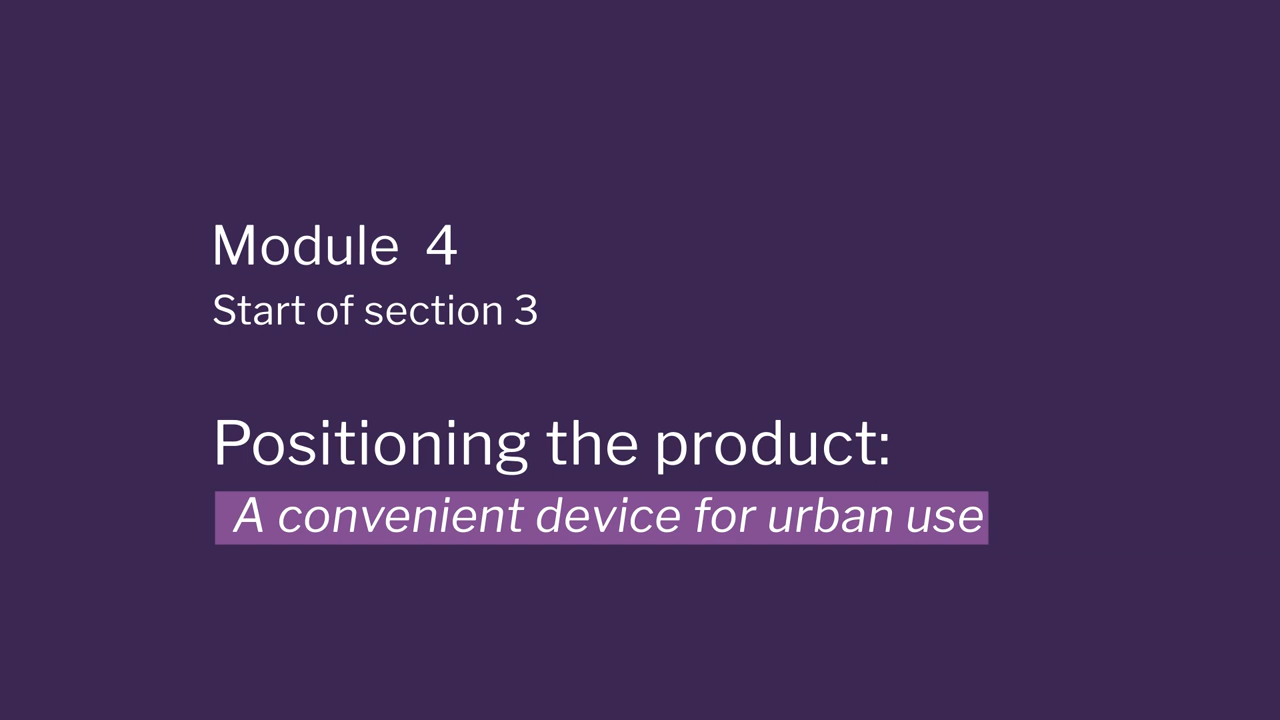 Module 4
Start of section 3
Positioning the product:
A convenient device for urban use